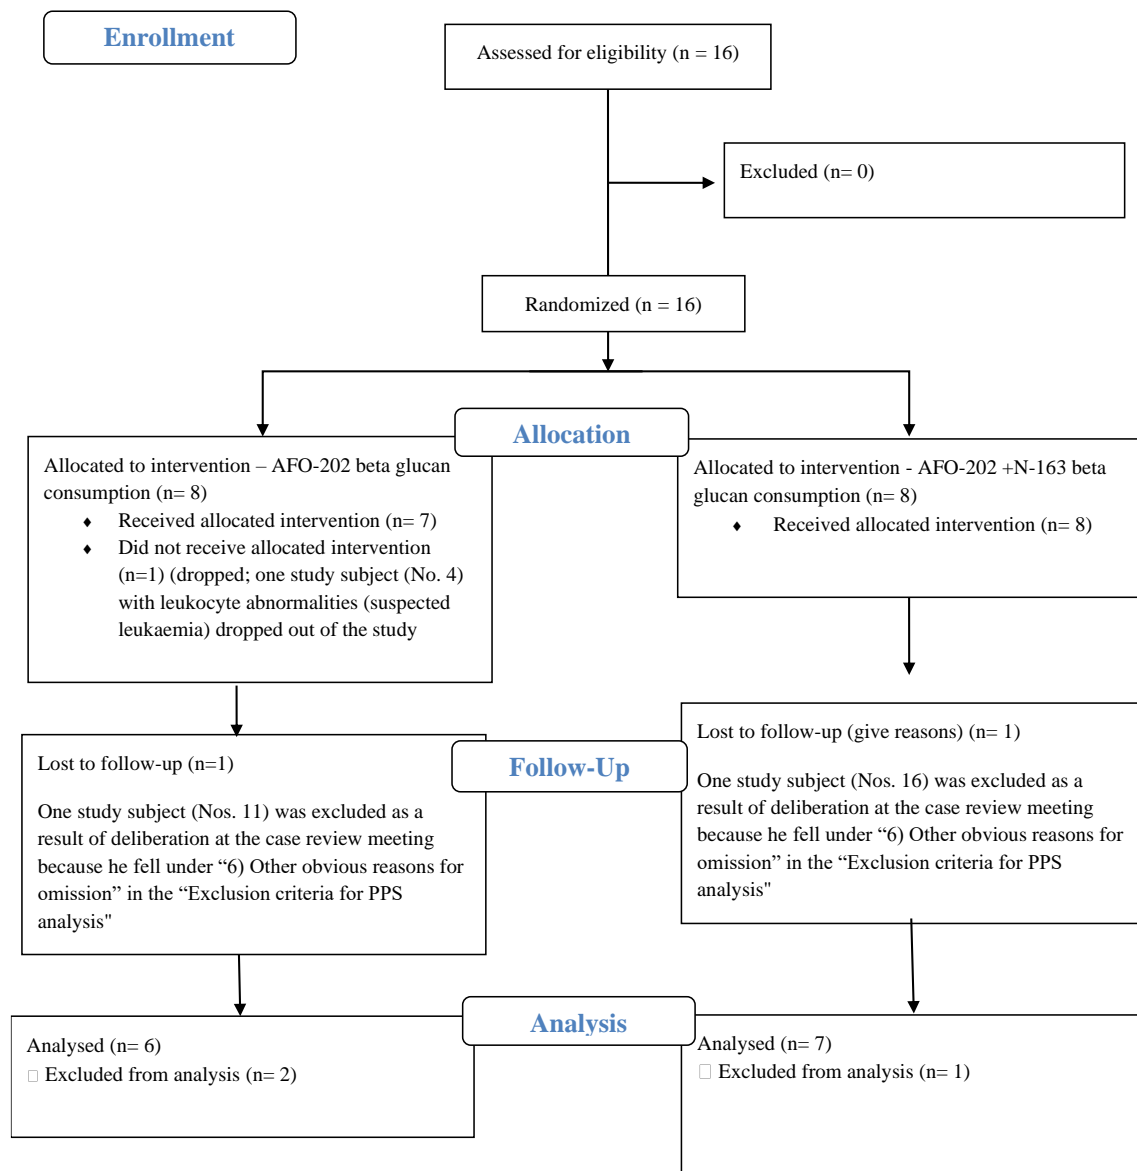 Enrollment
Assessed for eligibility (n = 16)
Excluded (n= 0)
Randomized (n = 16)
Allocation
Allocated to intervention – AFO-202 beta glucan
consumption (n= 8)
♦ Received allocated intervention (n= 7)
♦ Did not receive allocated intervention
(n=1) (dropped; one study subject (No. 4)
with leukocyte abnormalities (suspected
leukaemia) dropped out of the study
Allocated to intervention - AFO-202 +N-163 beta
glucan consumption (n= 8)
♦ Received allocated intervention (n= 8)
Follow-Up
Lost to follow-up (n=1)
One study subject (Nos. 11) was excluded as a
result of deliberation at the case review meeting
because he fell under “6) Other obvious reasons for
omission” in the “Exclusion criteria for PPS
analysis"
Lost to follow-up (give reasons) (n= 1)
One study subject (Nos. 16) was excluded as a
result of deliberation at the case review meeting
because he fell under “6) Other obvious reasons for
omission” in the “Exclusion criteria for PPS
analysis"
Analysis
Analysed (n= 6)
□ Excluded from analysis (n= 2)
Analysed (n= 7)
□ Excluded from analysis (n= 1)